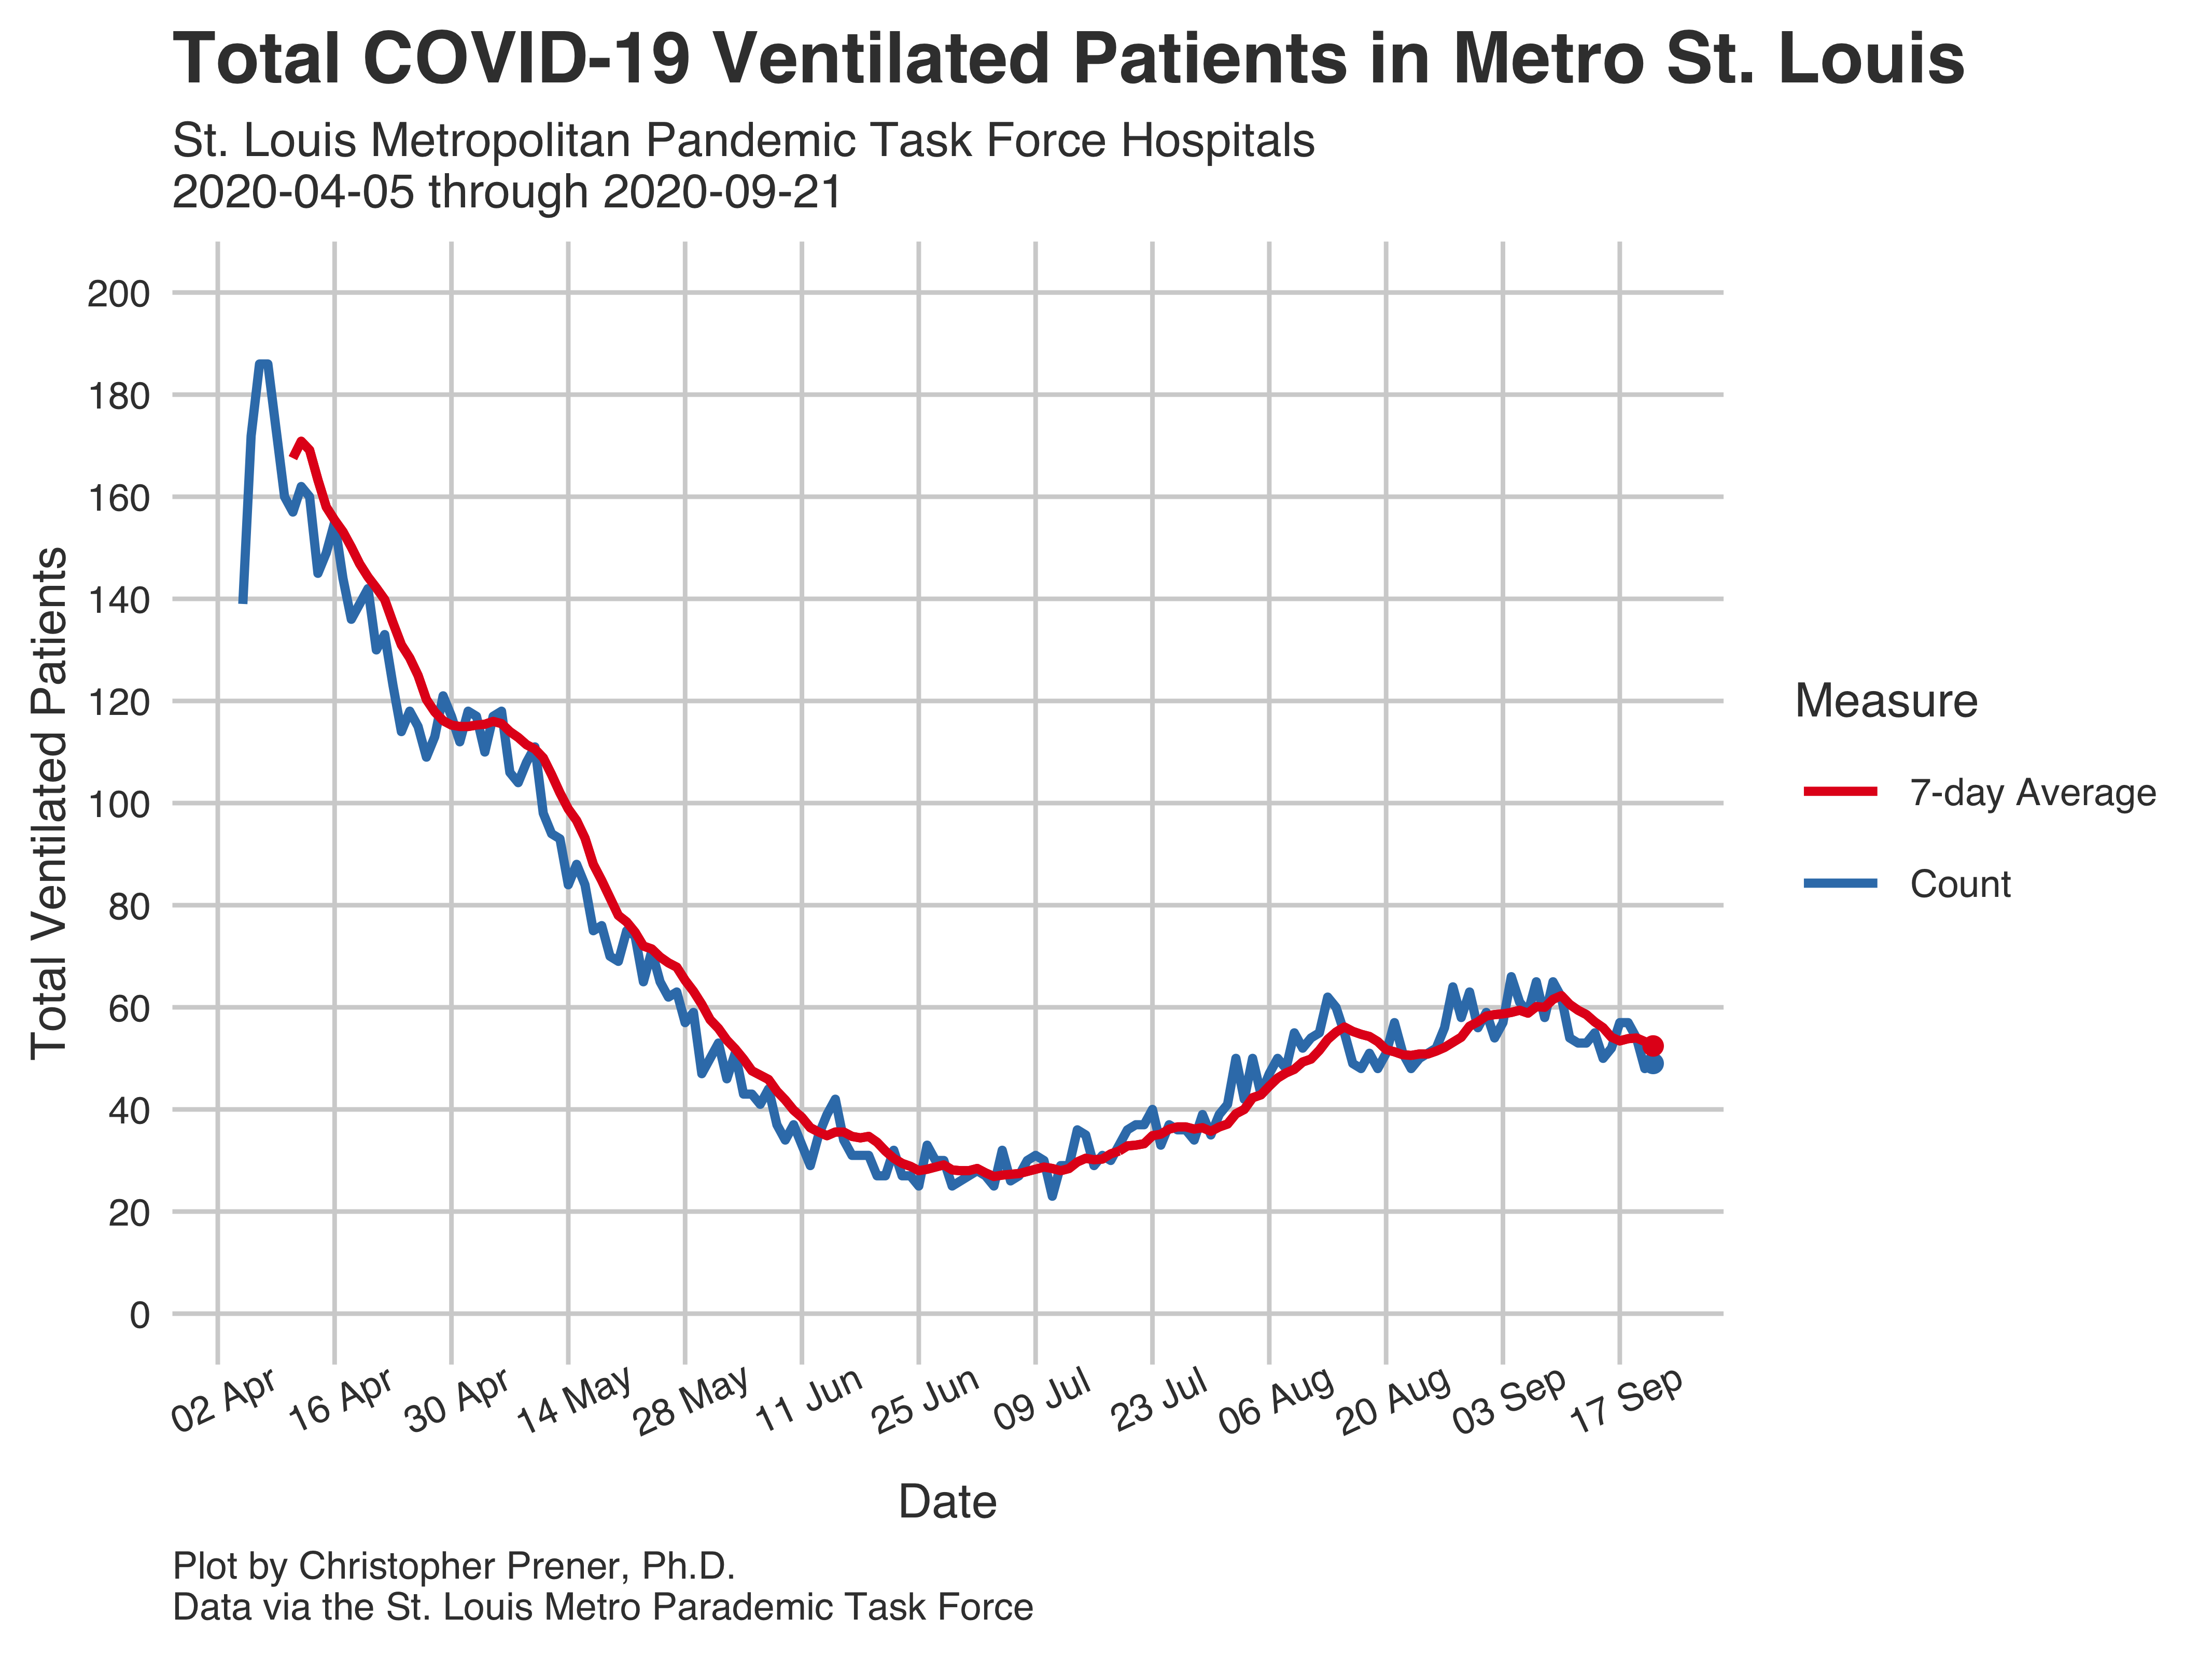 Total COVID-19 Ventilated Patients in Metro St. Louis
St. Louis Metropolitan Pandemic Task Force Hospitals
2020-04-05 through 2020-09-21
Total Ventilated Patients
200
180
160
140
120
100
80
60
40
20
0
02 Apr
16 Apr
30 Apr
14 May
28 May
11 Jun
25 Jun
09 Jul
23 Jul
06 Aug
20 Aug
03 Sep
17 Sep
Date
Measure
7-day Average
Count
Plot by Christopher Prener, Ph.D.
Data via the St. Louis Metro Parademic Task Force